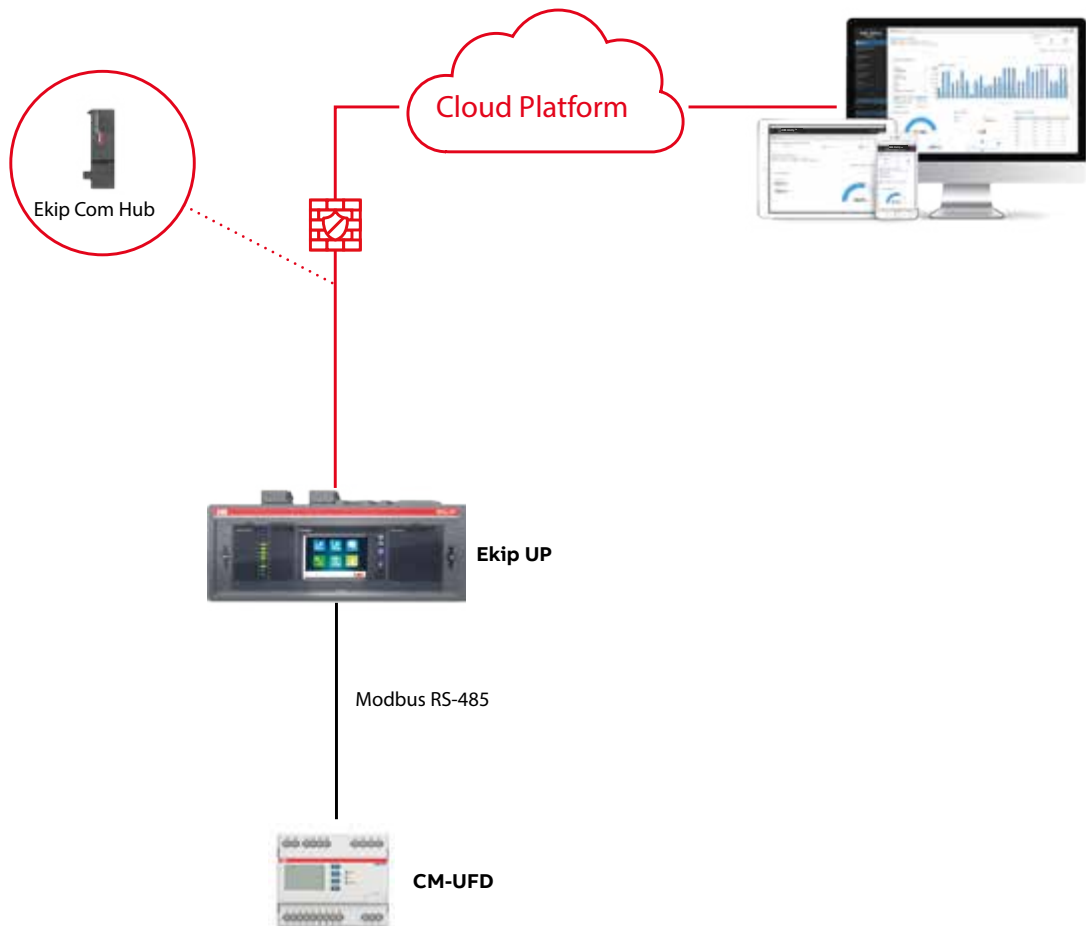 Cloud Platform
Ekip Com Hub
Ekip UP
Modbus RS-485
CM-UFD